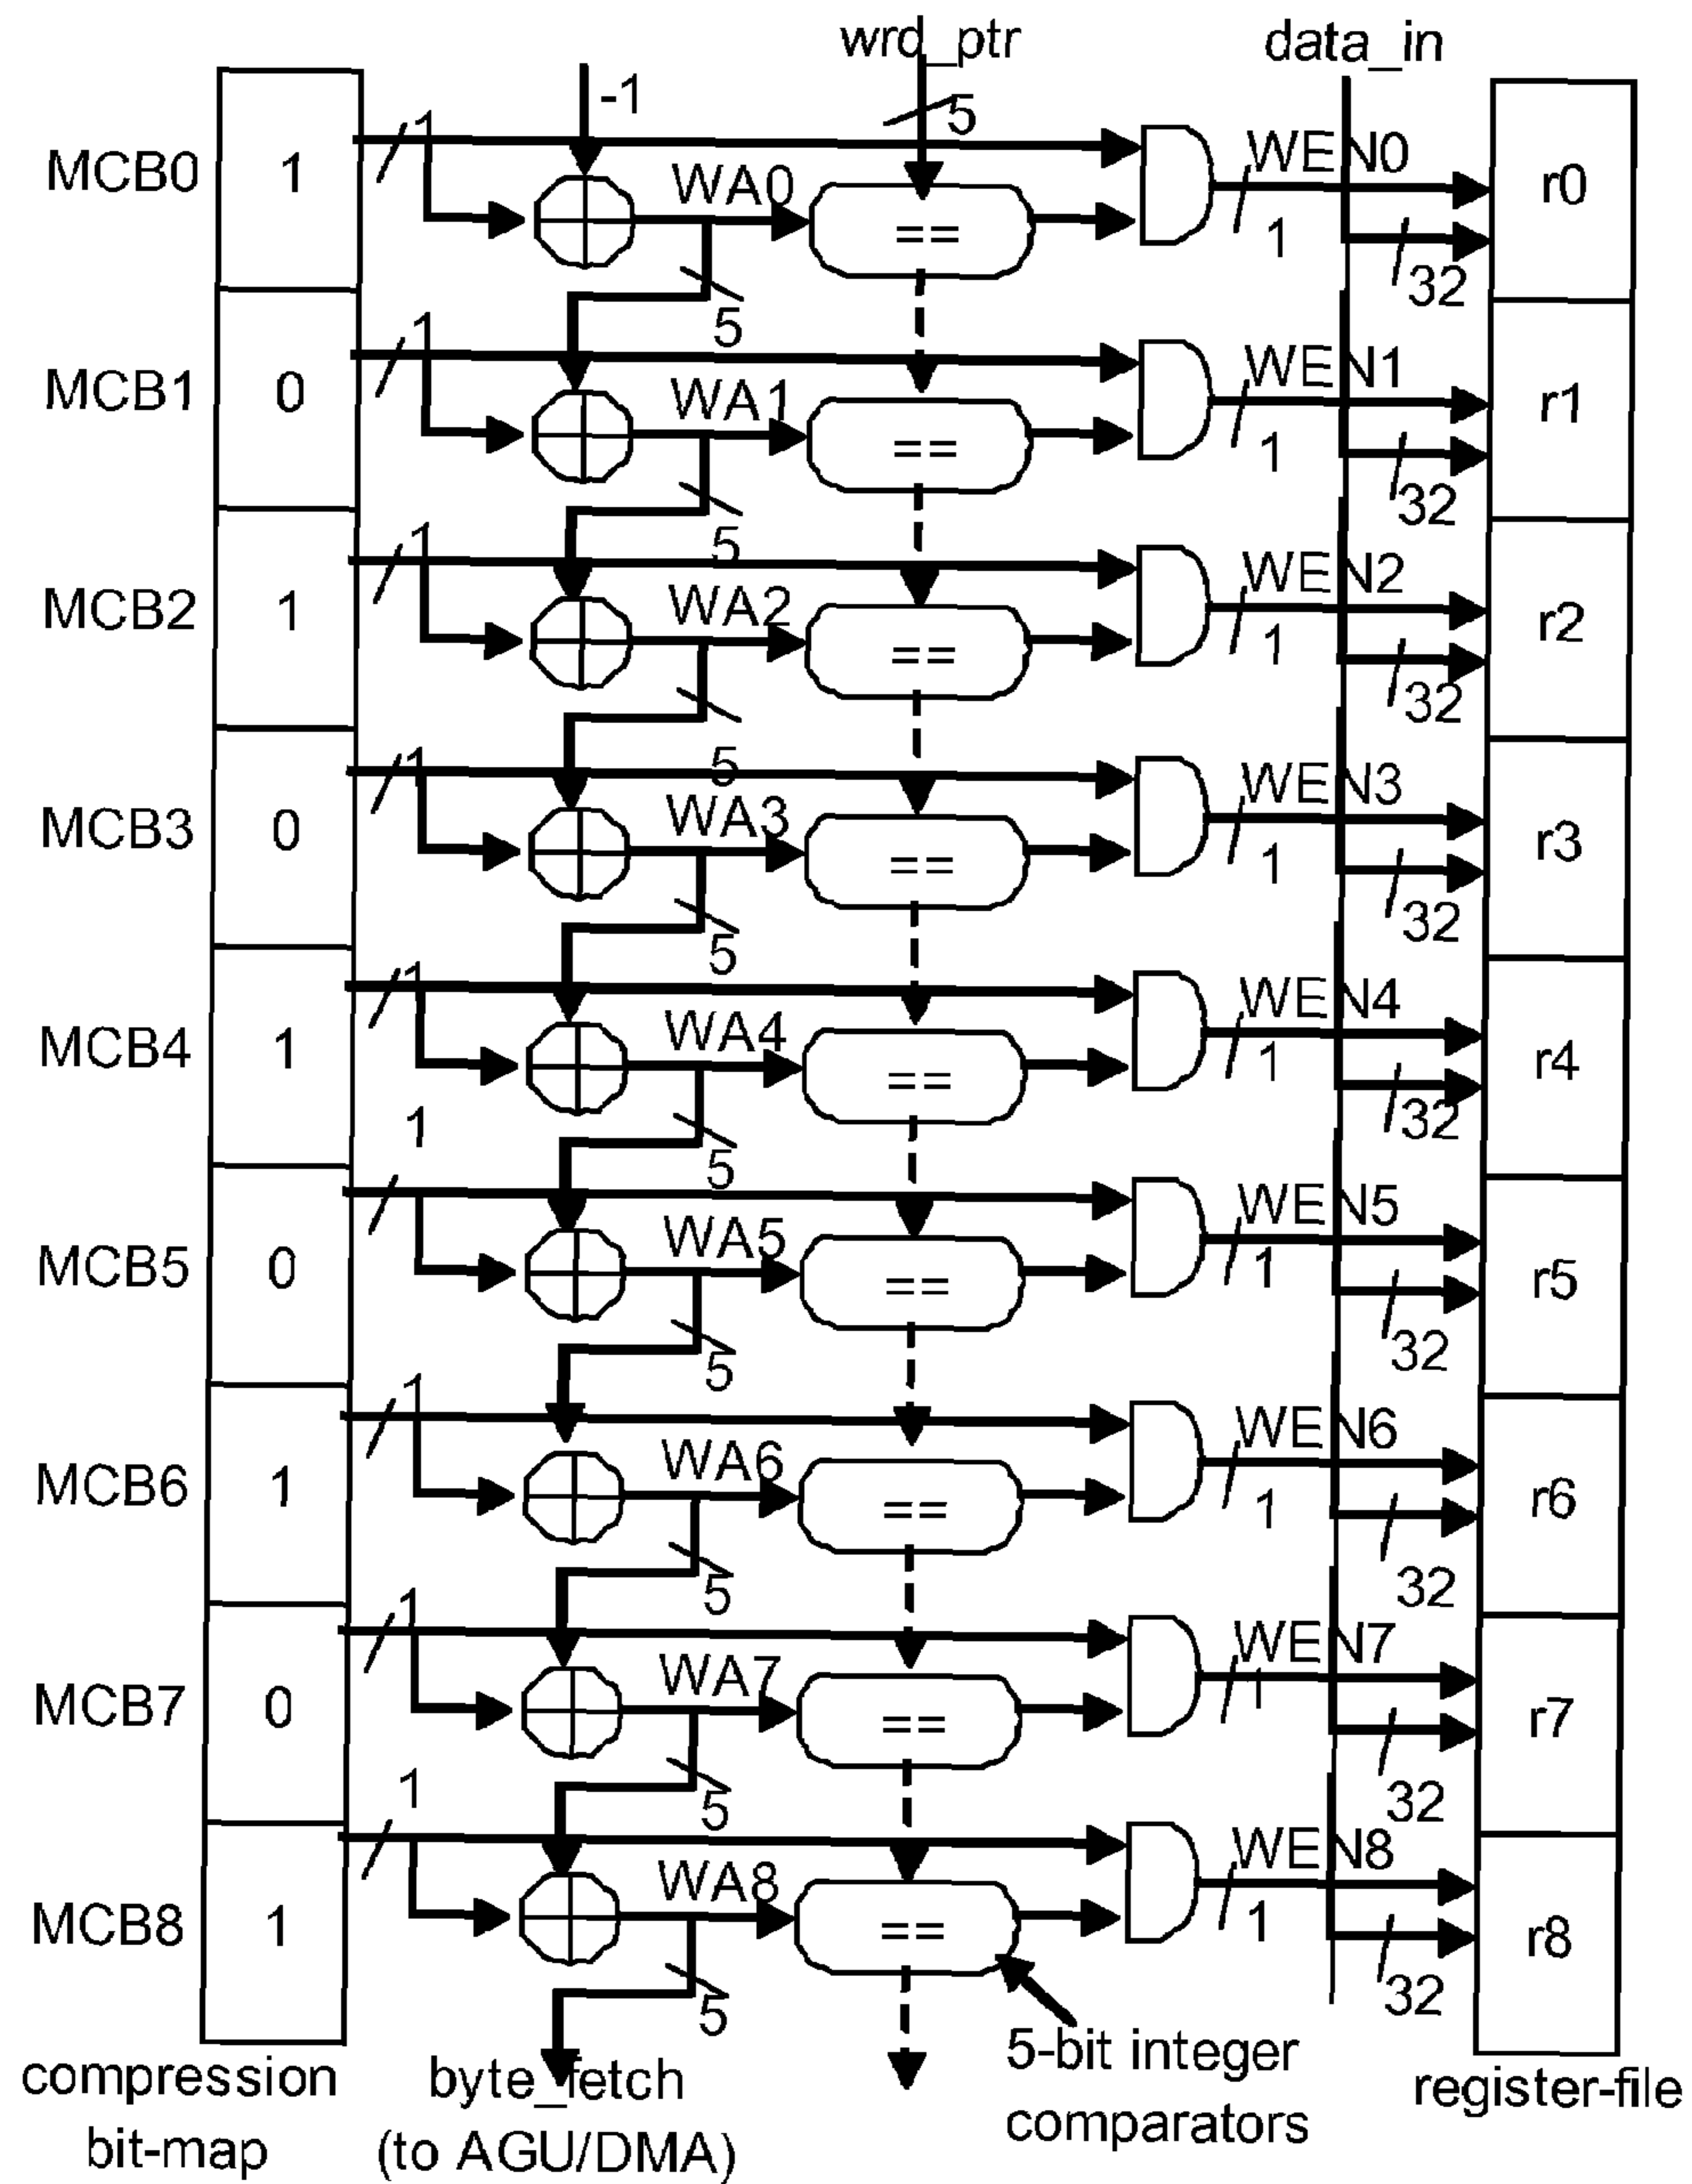 wrd_ptr data_in
-1 5
MCB0 1 1 WA0 == WEN0 1 32 r0
5
MCB1 0 1 WA1 == WEN1 1 32 r1
5
MCB2 1 1 WA2 == WEN2 1 32 r2
5
MCB3 0 1 WA3 == WEN3 1 32 r3
5
MCB4 1 1 WA4 == WEN4 1 32 r4
5
MCB5 0 1 WA5 == WEN5 1 32 r5
5
MCB6 1 1 WA6 == WEN6 1 32 r6
5
MCB7 0 1 WA7 == WEN7 1 32 r7
5
MCB8 1 1 WA8 == WEN8 1 32 r8
5
compression
bit-map
byte_fetch
(to AGU/DMA)
5-bit integer
comparators
register-file